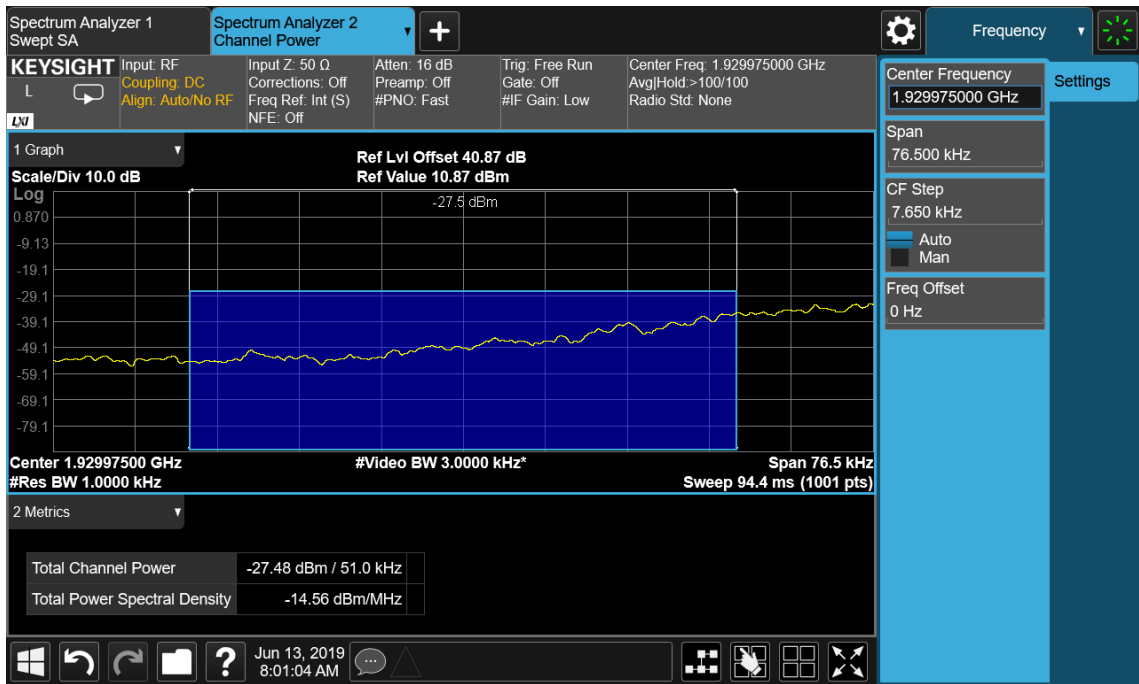 Spectrum Analyzer 1
Swept SA
Spectrum Analyzer 2
Channel Power
Frequency
KEYSIGHT
L
LXI
Input: RF
Coupling: DC
Align: Auto/No RF
Input Z: 50 Ω
Corrections: Off
Freq Ref: Int (S)
NFE: Off
Atten: 16 dB
Preamp: Off
#PNO: Fast
Trig: Free Run
Gate: Off
#IF Gain: Low
Center Freq: 1.929975000 GHz
Avg|Hold:>100/100
Radio Std: None
Center Frequency
1.929975000 GHz
Settings
Span
76.500 kHz
CF Step
7.650 kHz
Auto
Man
Freq Offset
0 Hz
1 Graph
Scale/Div 10.0 dB
Ref Lvl Offset 40.87 dB
Ref Value 10.87 dBm
Log
-27.5 dBm
0.870
-9.13
-19.1
-29.1
-39.1
-49.1
-59.1
-69.1
-79.1
Center 1.92997500 GHz
#Video BW 3.0000 kHz*
Span 76.5 kHz
#Res BW 1.0000 kHz
Sweep 94.4 ms (1001 pts)
2 Metrics
Total Channel Power
-27.48 dBm / 51.0 kHz
Total Power Spectral Density
-14.56 dBm/MHz
?
Jun 13, 2019
8:01:04 AM